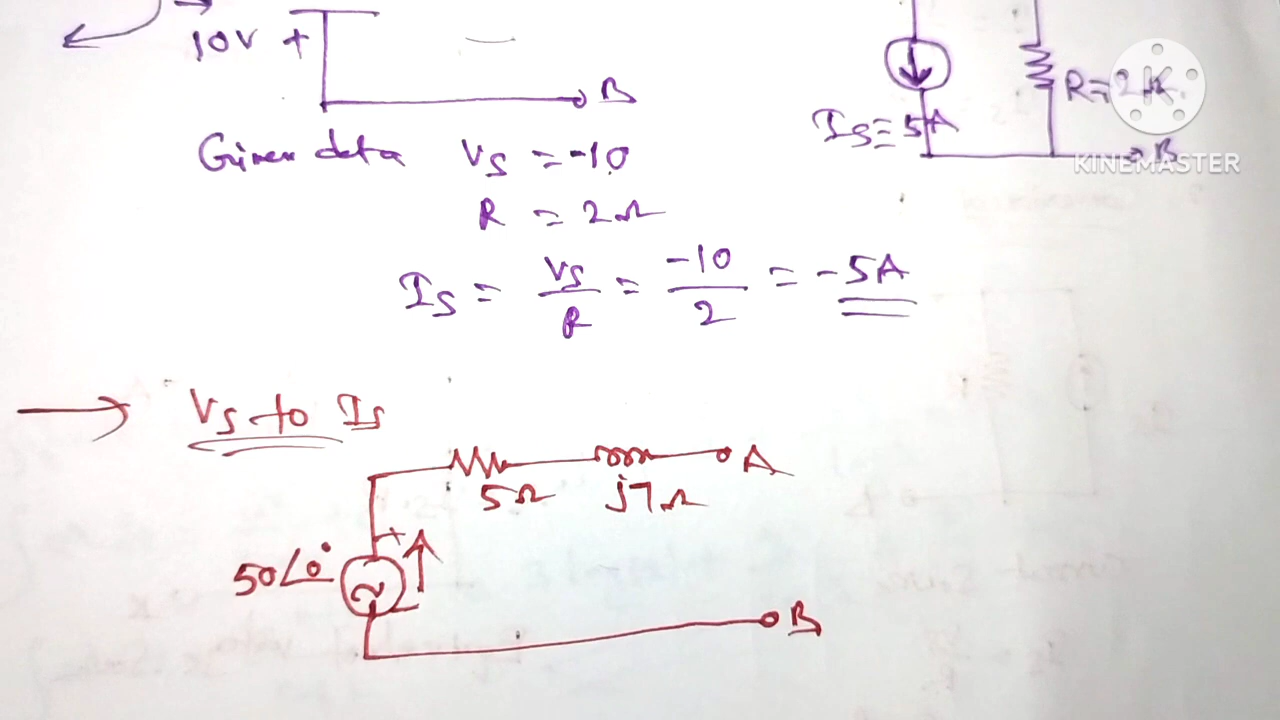 10V +
B
Is = 5A
R = 2
K
KINEMASTER
B
Given data Vs = -10
R = 2Ω
Is = Vs/R = -10/2 = -5A
→ Vs to Is
5Ω
j7Ω
A
50∠0°
+
~
-
B